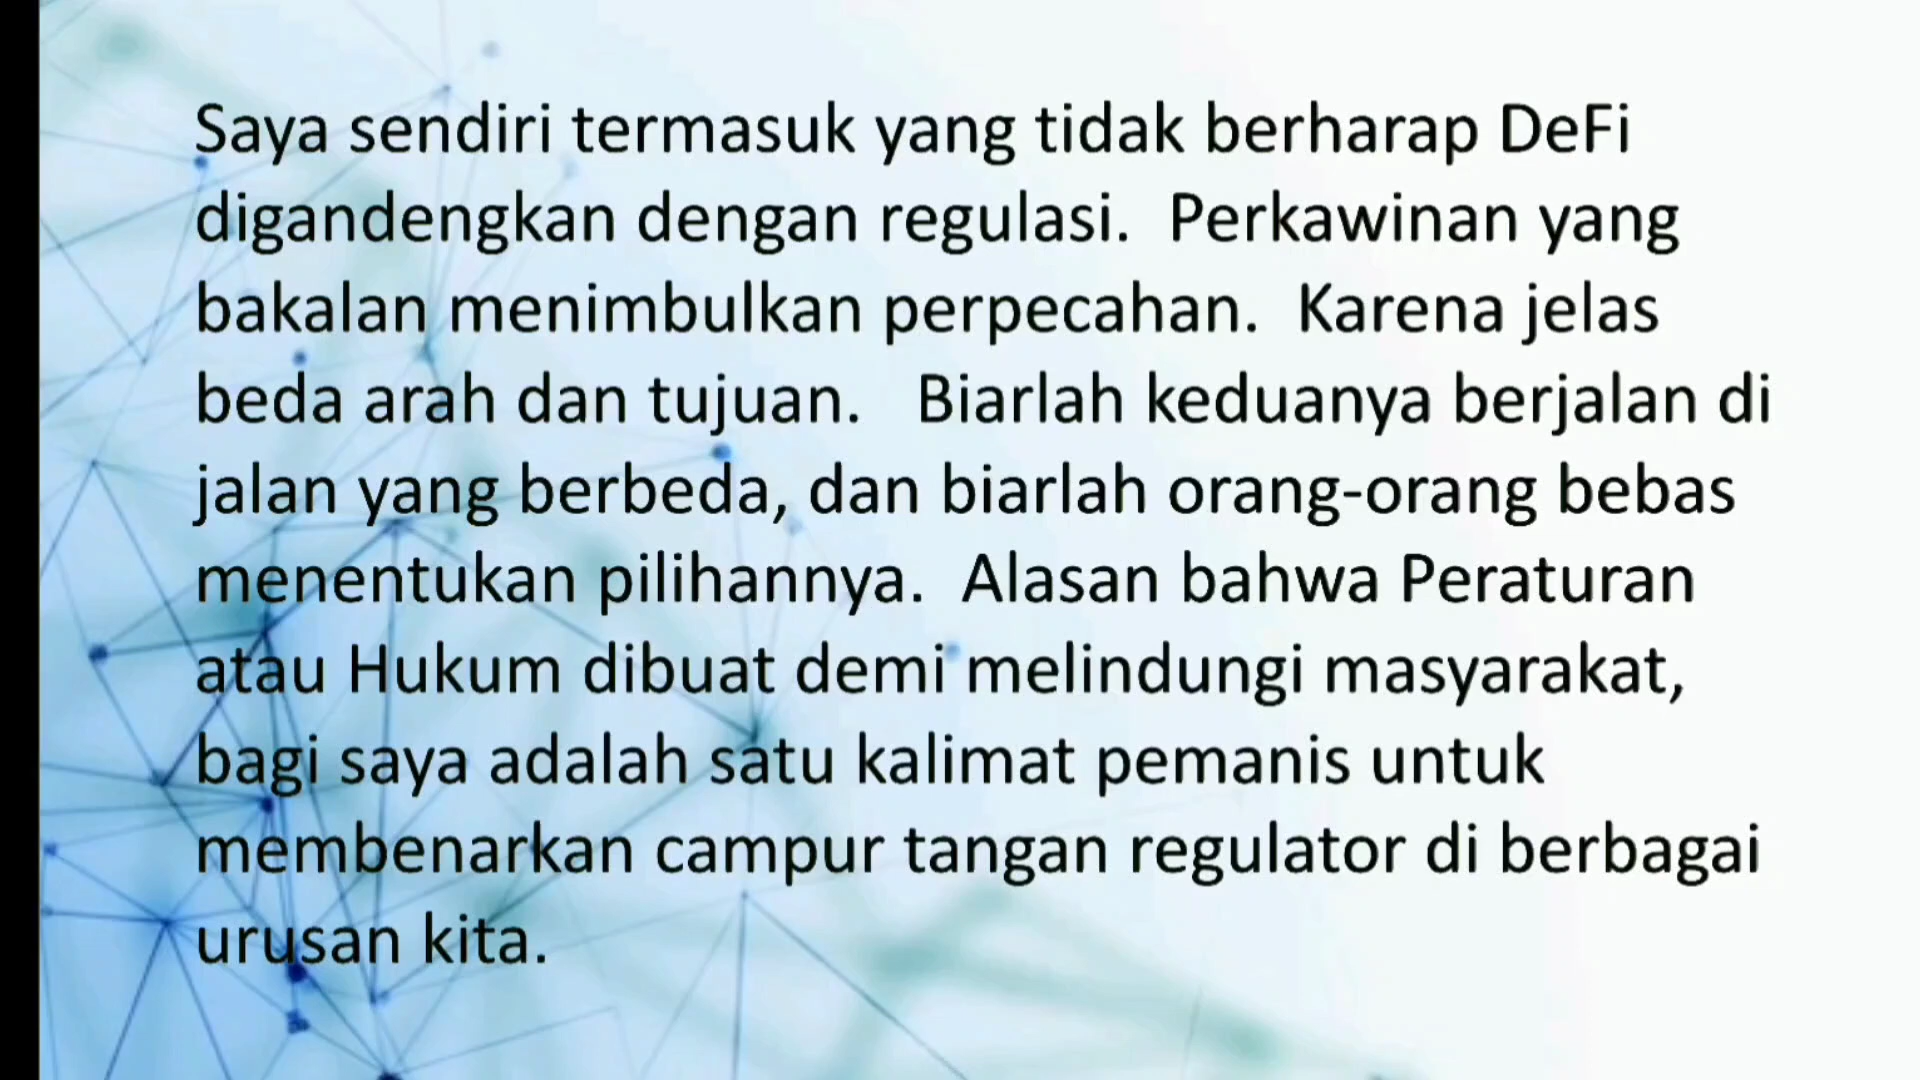 Saya sendiri termasuk yang tidak berharap DeFi
digandengkan dengan regulasi.  Perkawinan yang
bakalan menimbulkan perpecahan.  Karena jelas
beda arah dan tujuan.   Biarlah keduanya berjalan di
jalan yang berbeda, dan biarlah orang-orang bebas
menentukan pilihannya.  Alasan bahwa Peraturan
atau Hukum dibuat demi melindungi masyarakat,
bagi saya adalah satu kalimat pemanis untuk
membenarkan campur tangan regulator di berbagai
urusan kita.